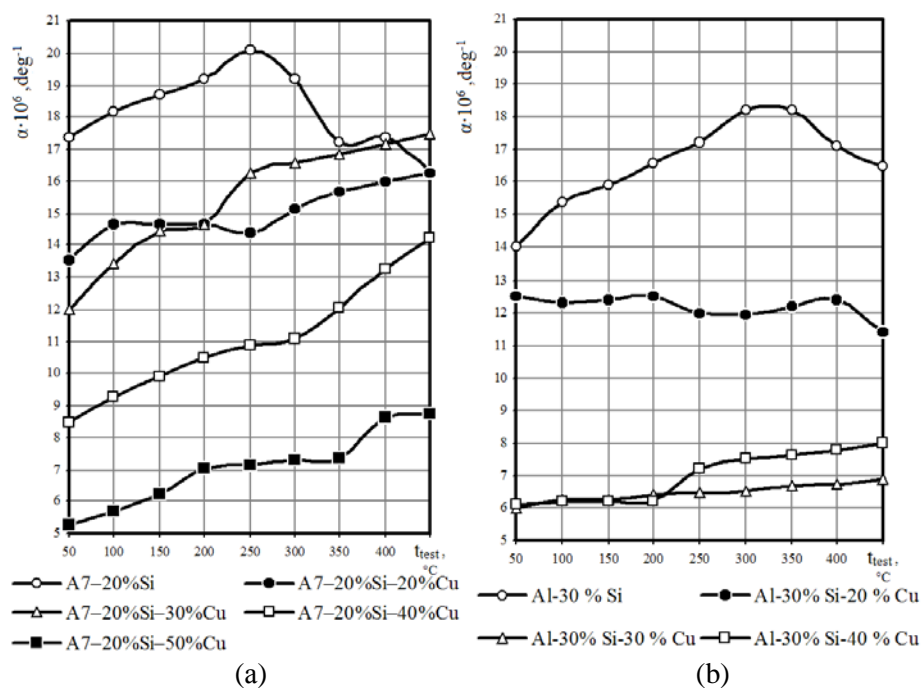 α·10⁶ ,deg⁻¹
21
20
19
18
17
16
15
14
13
12
11
10
9
8
7
6
5
50 100 150 200 250 300 350 400 t_test, °C
A7–20%Si
A7–20%Si–20%Cu
A7–20%Si–30%Cu
A7–20%Si–40%Cu
A7–20%Si–50%Cu
(a)
α·10⁶ ,deg⁻¹
21
20
19
18
17
16
15
14
13
12
11
10
9
8
7
6
5
50 100 150 200 250 300 350 400 t_test, °C
Al-30 % Si
Al-30% Si-20 % Cu
Al-30% Si-30 % Cu
Al-30% Si-40 % Cu
(b)